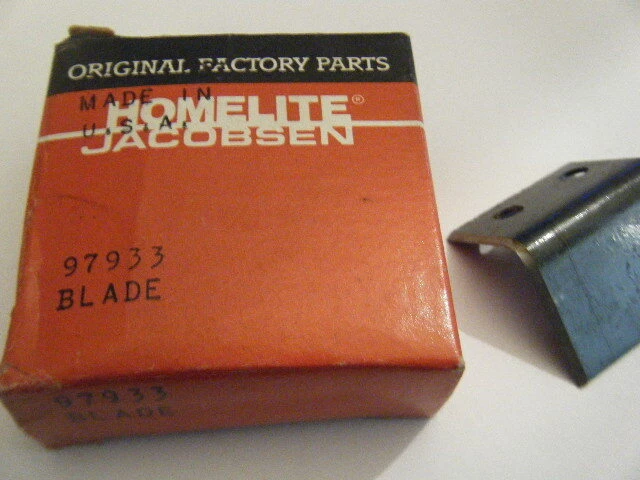 ORIGINAL FACTORY PARTS
MADE IN
HOMELITE®
U.S.A.
JACOBSEN
97933
BLADE
97933
BLADE